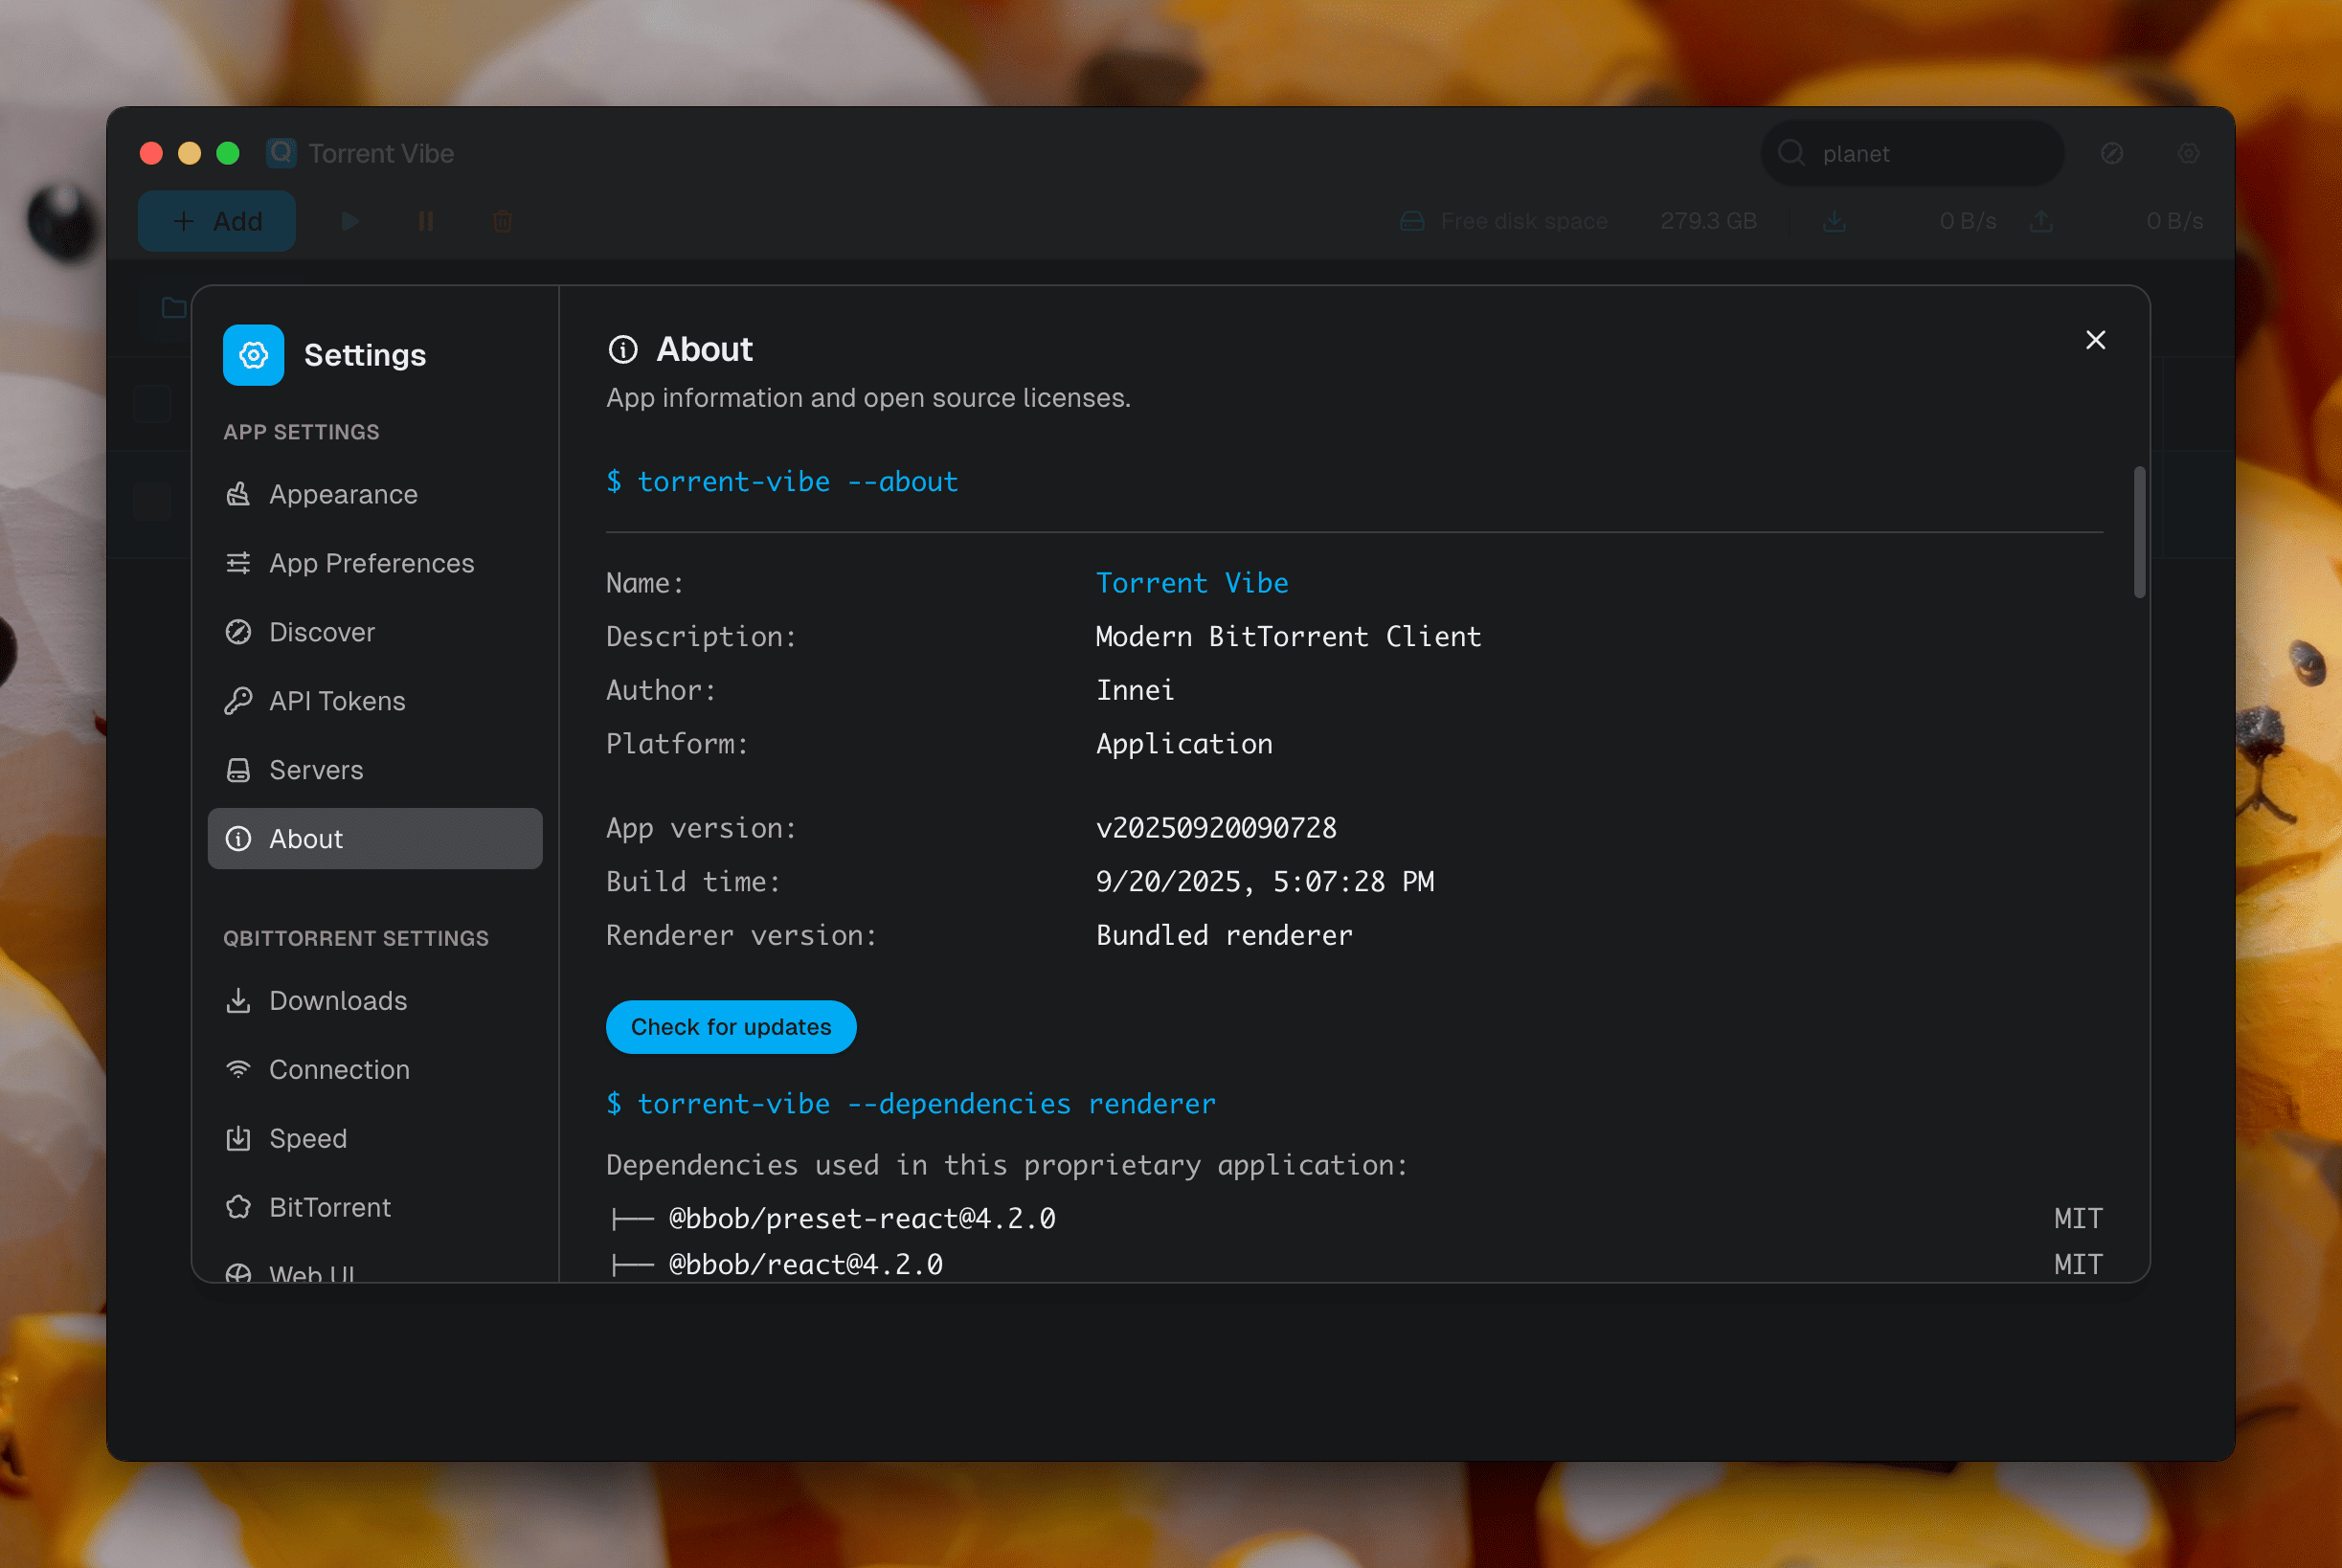 Torrent Vibe
planet
Add
Free disk space 279.3 GB 0 B/s 0 B/s
Settings
APP SETTINGS
Appearance
App Preferences
Discover
API Tokens
Servers
About
QBITTORRENT SETTINGS
Downloads
Connection
Speed
BitTorrent
Web UI
About
App information and open source licenses.
$ torrent-vibe --about
Name: Torrent Vibe
Description: Modern BitTorrent Client
Author: Innei
Platform: Application
App version: v20250920090728
Build time: 9/20/2025, 5:07:28 PM
Renderer version: Bundled renderer
Check for updates
$ torrent-vibe --dependencies renderer
Dependencies used in this proprietary application:
├── @bbob/preset-react@4.2.0 MIT
├── @bbob/react@4.2.0 MIT